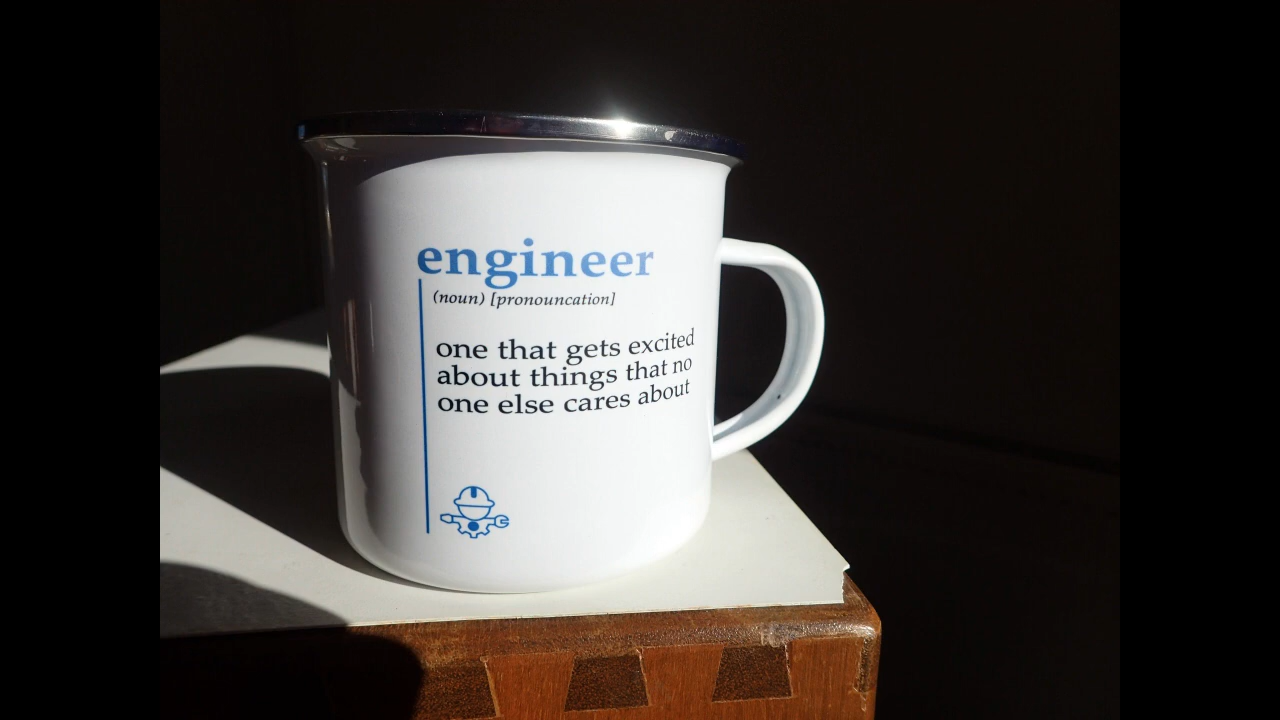 engineer
(noun) [pronouncation]
one that gets excited
about things that no
one else cares about